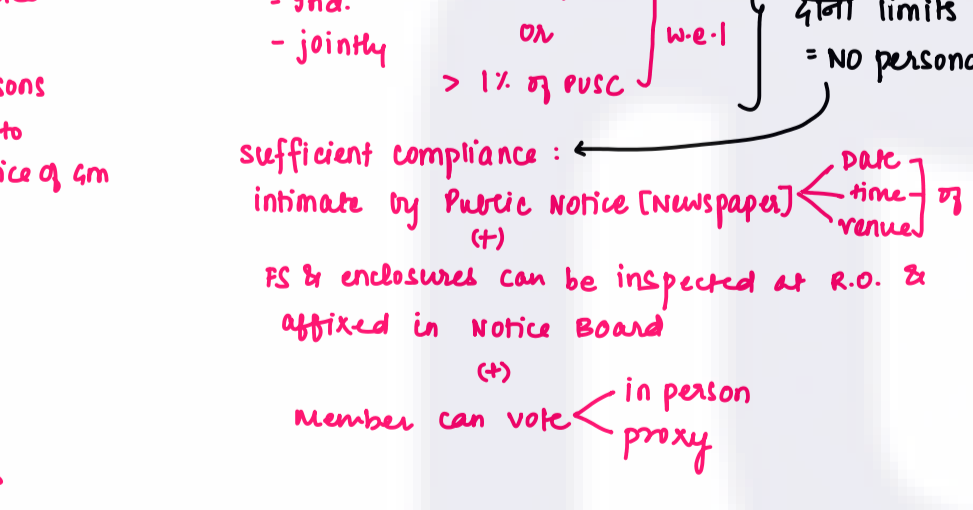 - Ind.
- jointly
or
> 1% of PUSC
w.e.l
दोनो limits
= NO
sons
to
ice of GM
sufficient compliance :
intimate by Public Notice [Newspaper]
Date
time
venue
of
(+)
FS & enclosures can be inspected at R.O. &
affixed in Notice Board
(+)
Member can vote
in person
proxy